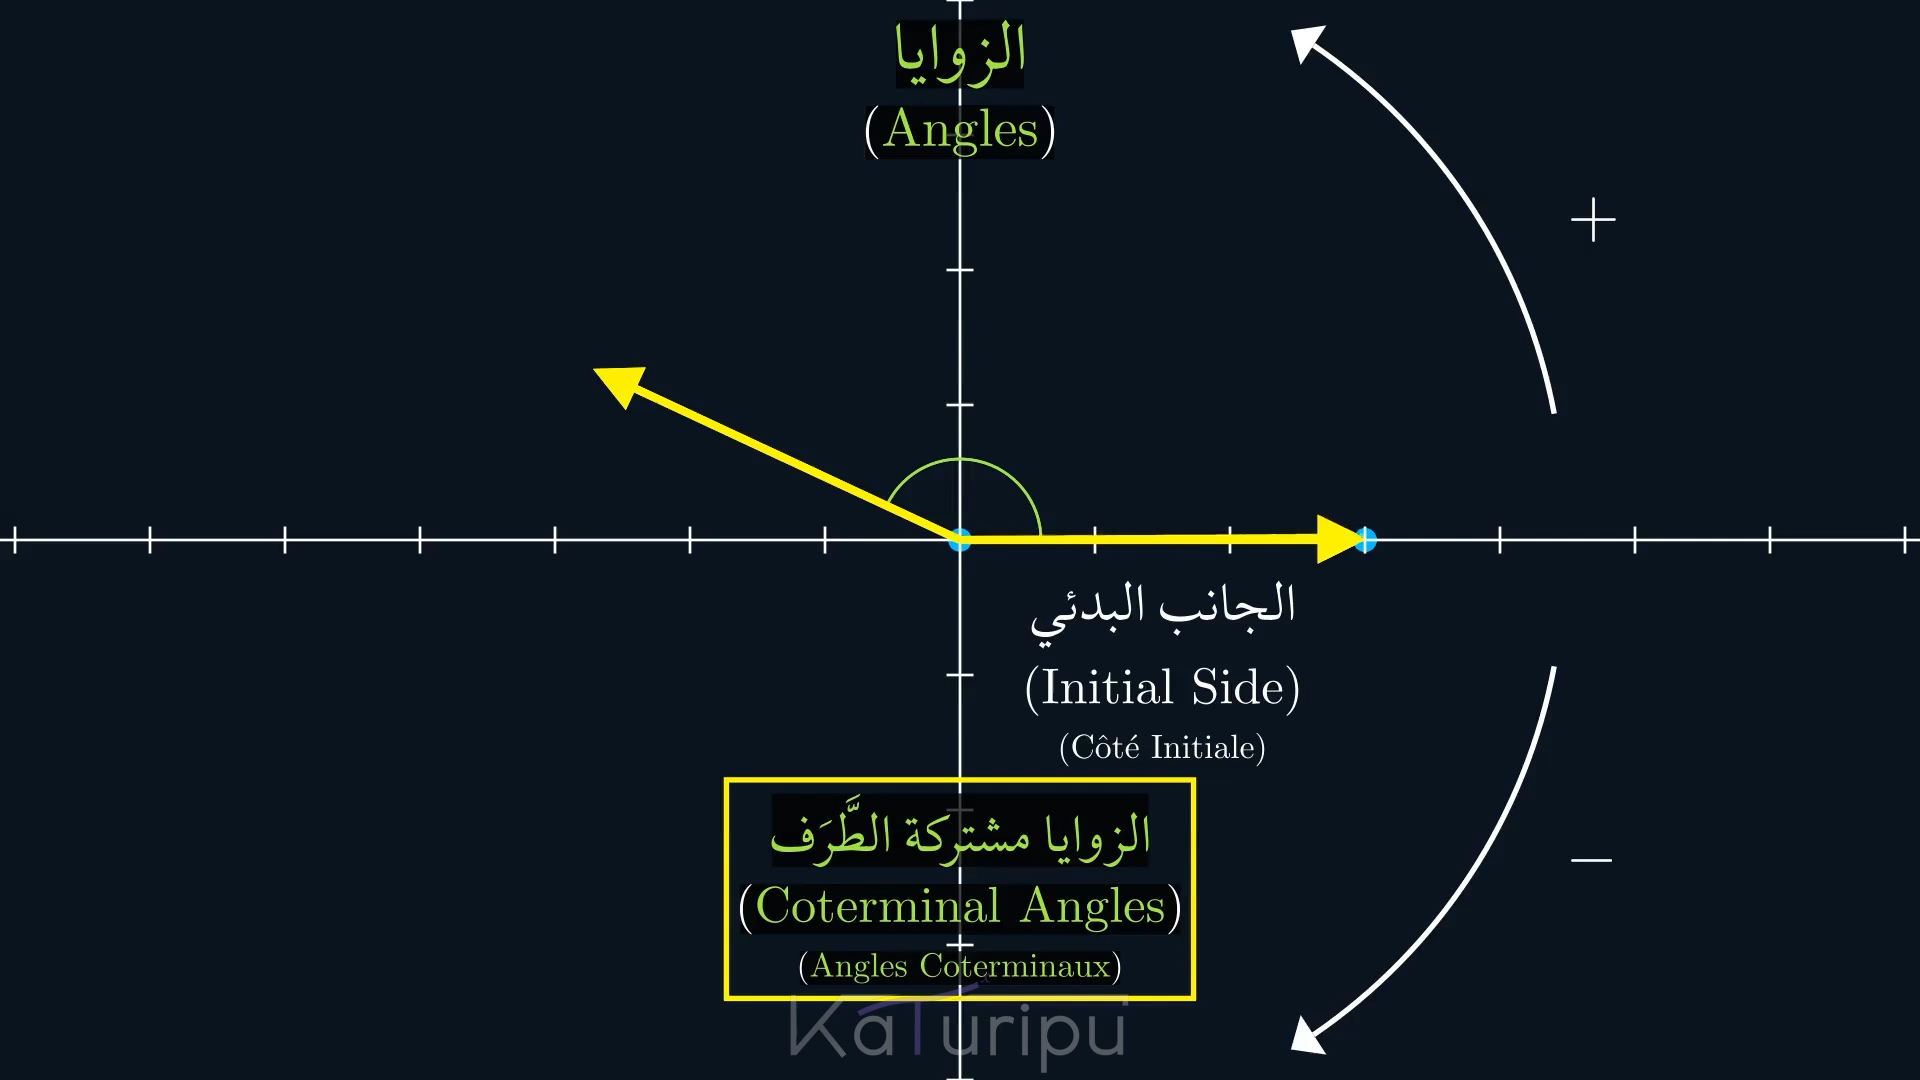 الزوايا
(Angles)
+
الجانب البدئي
(Initial Side)
(Côté Initiale)
−
الزوايا مشتركة الطَّرَف
(Coterminal Angles)
(Angles Coterminaux)
KaTuripu